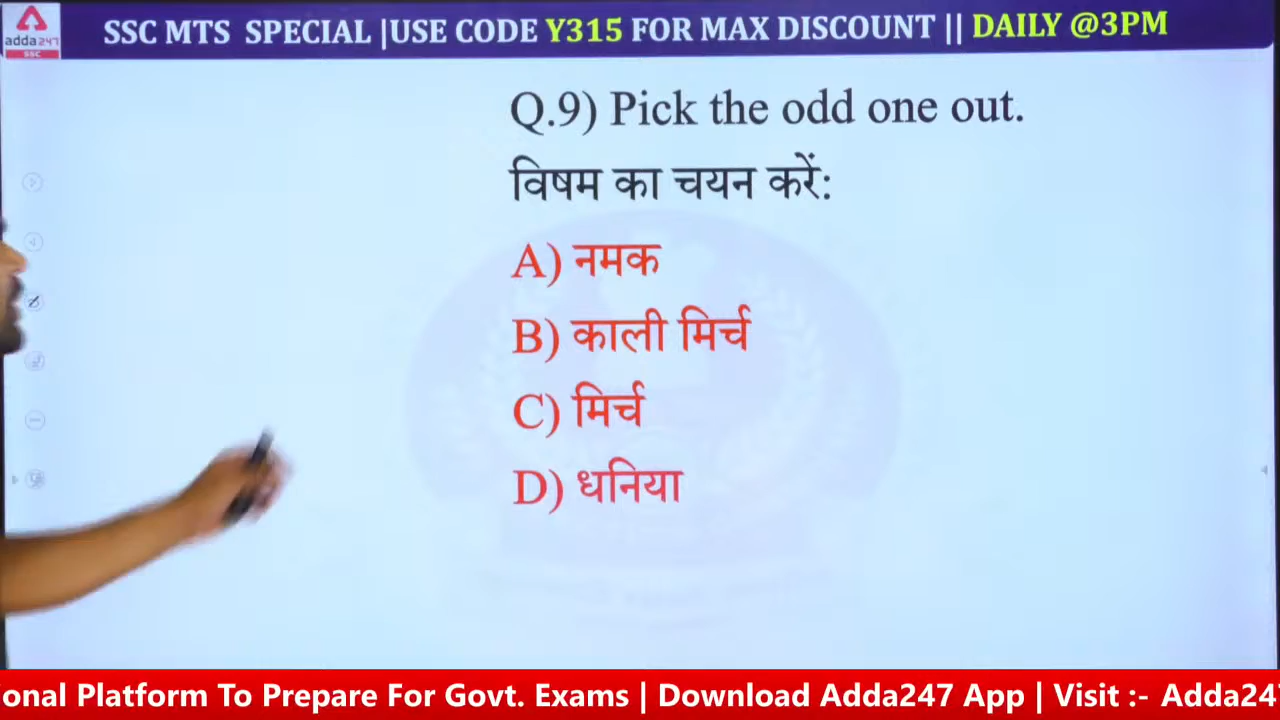 adda247
SSC
SSC MTS SPECIAL |USE CODE Y315 FOR MAX DISCOUNT || DAILY @3PM
Q.9) Pick the odd one out.
विषम का चयन करें:
A) नमक
B) काली मिर्च
C) मिर्च
D) धनिया
onal Platform To Prepare For Govt. Exams | Download Adda247 App | Visit :- Adda247